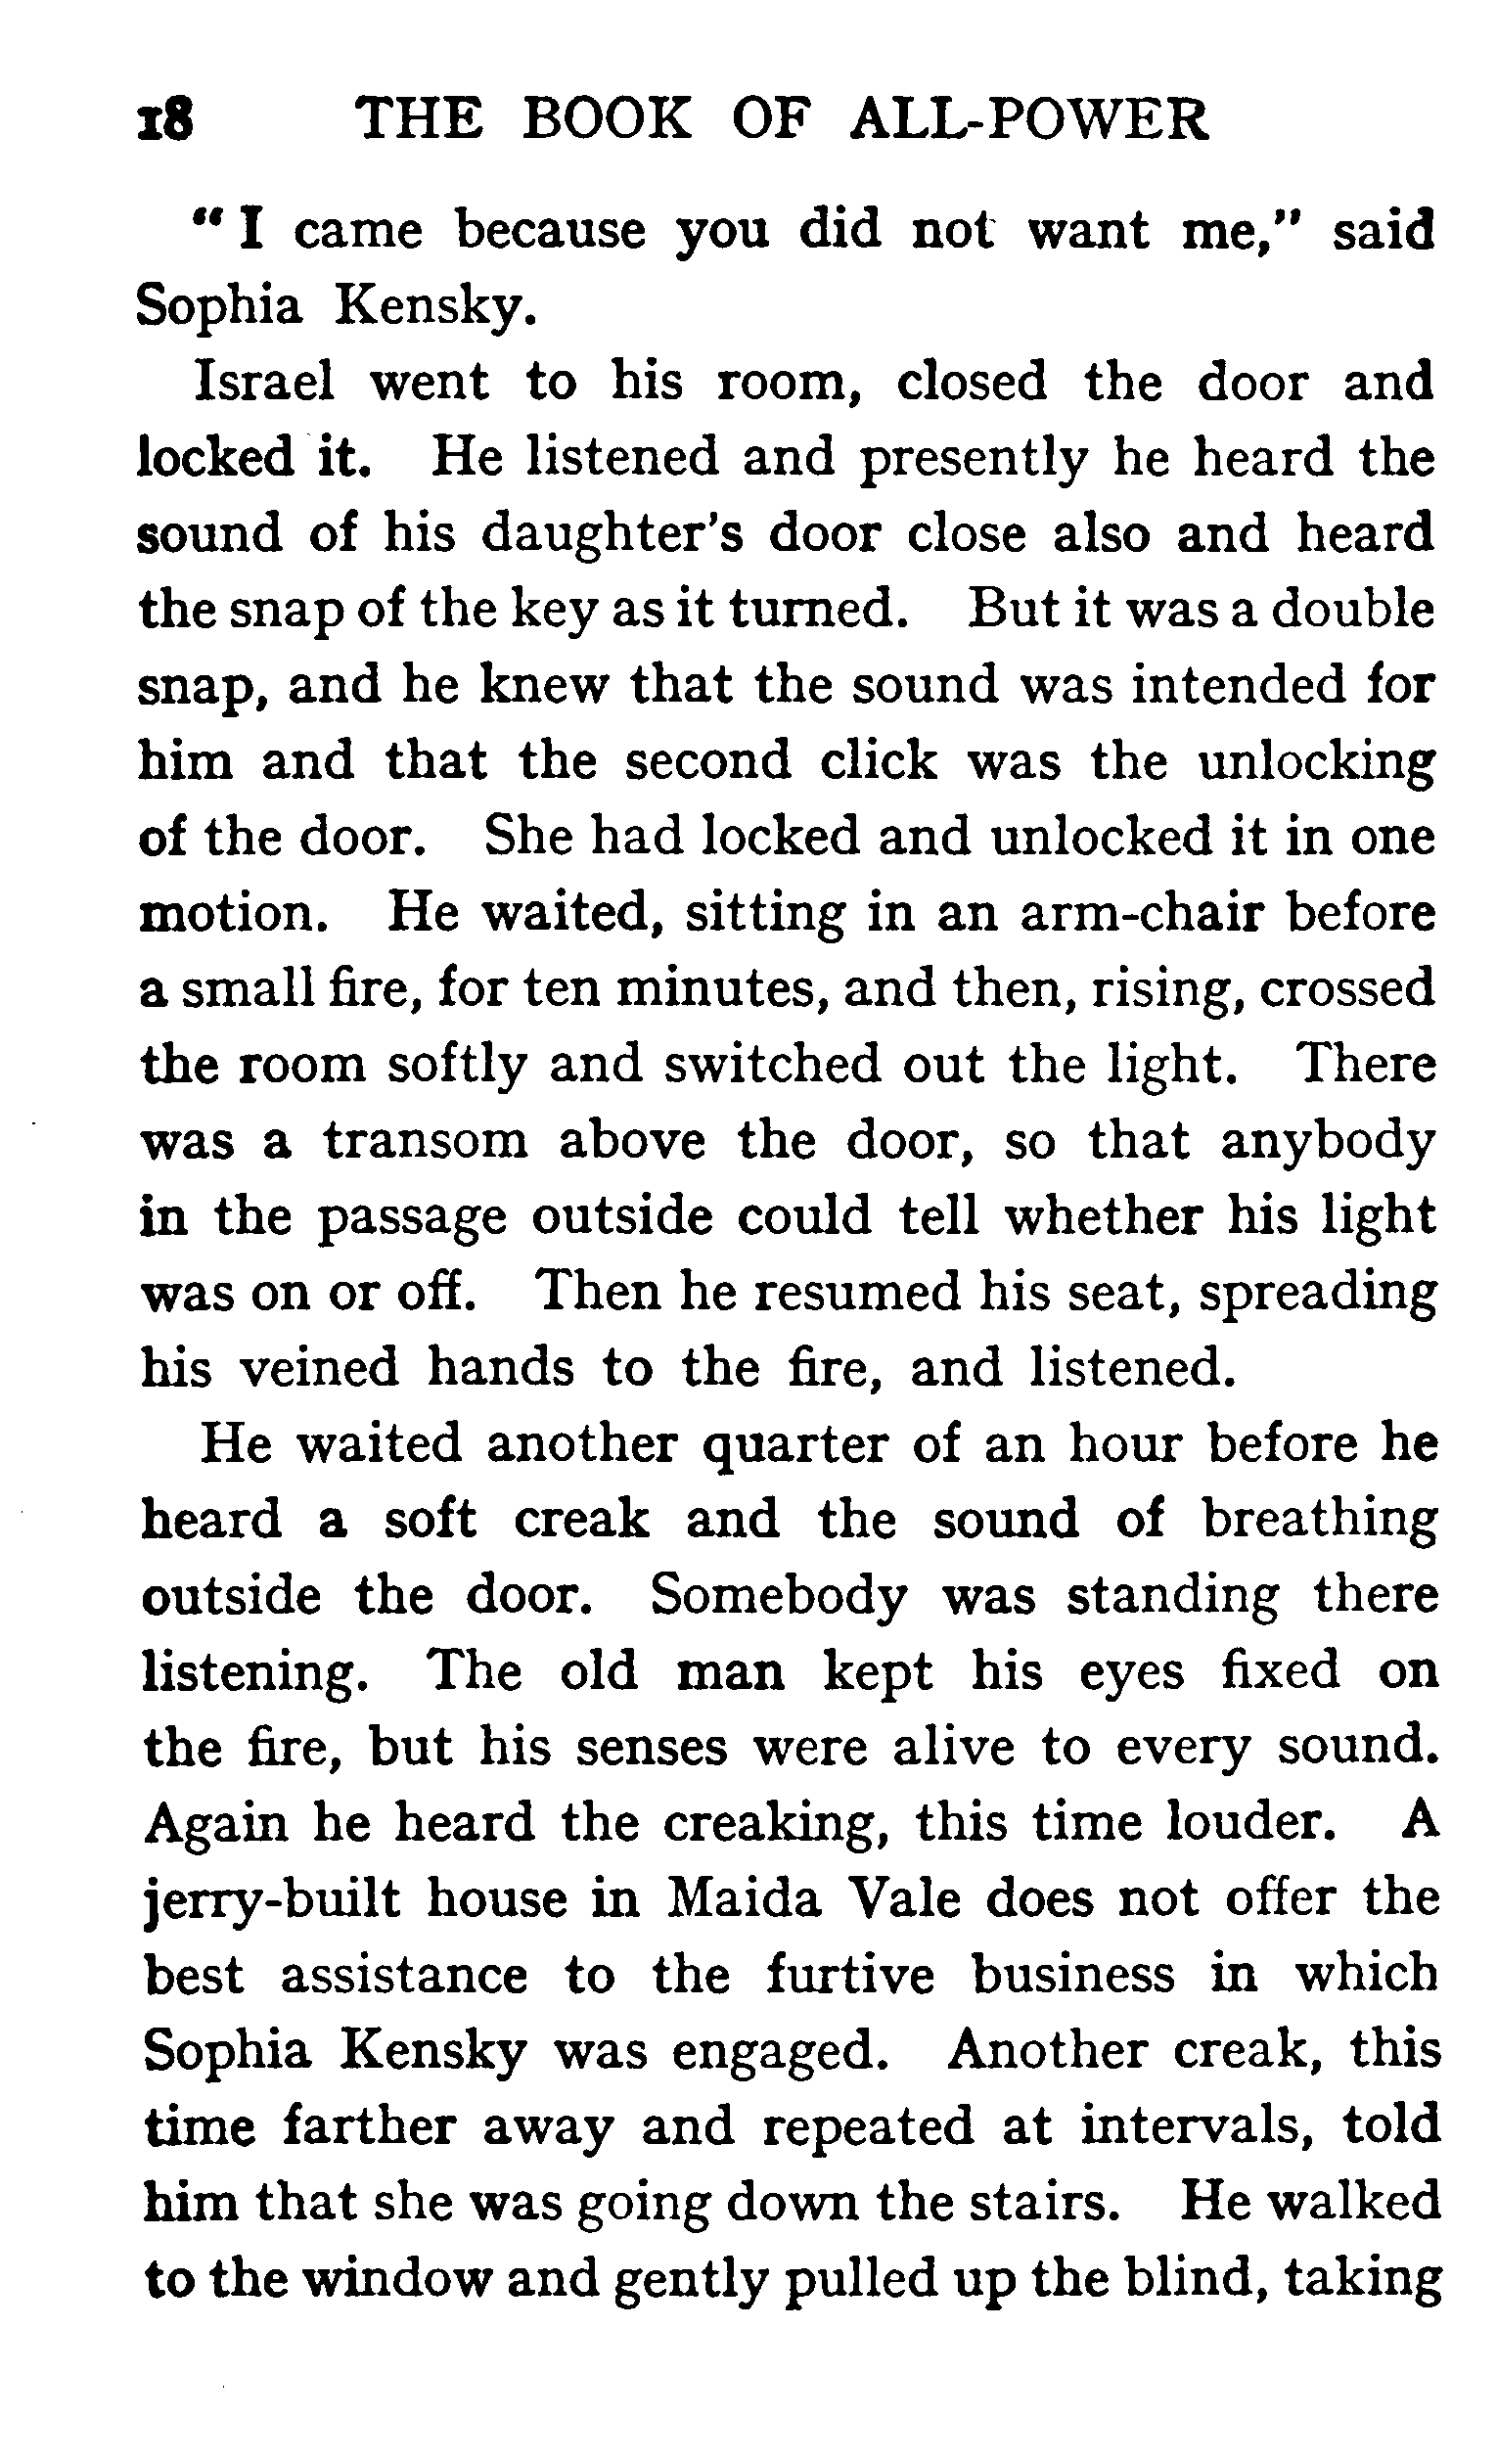 18 THE BOOK OF ALL-POWER
“ I came because you did not want me,” said
Sophia Kensky.
Israel went to his room, closed the door and
locked it. He listened and presently he heard the
sound of his daughter’s door close also and heard
the snap of the key as it turned. But it was a double
snap, and he knew that the sound was intended for
him and that the second click was the unlocking
of the door. She had locked and unlocked it in one
motion. He waited, sitting in an arm-chair before
a small fire, for ten minutes, and then, rising, crossed
the room softly and switched out the light. There
was a transom above the door, so that anybody
in the passage outside could tell whether his light
was on or off. Then he resumed his seat, spreading
his veined hands to the fire, and listened.
He waited another quarter of an hour before he
heard a soft creak and the sound of breathing
outside the door. Somebody was standing there
listening. The old man kept his eyes fixed on
the fire, but his senses were alive to every sound.
Again he heard the creaking, this time louder. A
jerry-built house in Maida Vale does not offer the
best assistance to the furtive business in which
Sophia Kensky was engaged. Another creak, this
time farther away and repeated at intervals, told
him that she was going down the stairs. He walked
to the window and gently pulled up the blind, taking